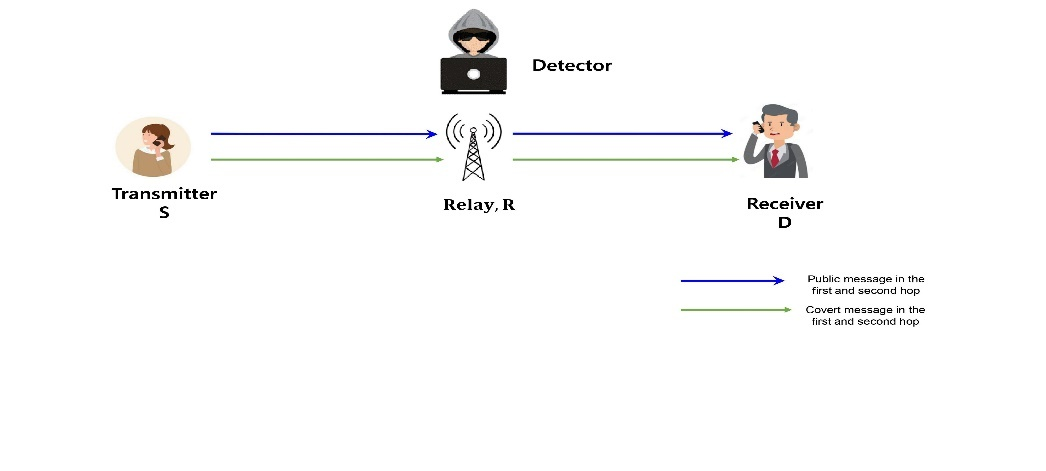 Detector
Transmitter
S
Relay, R
Receiver
D
Public message in the
first and second hop
Covert message in the
first and second hop